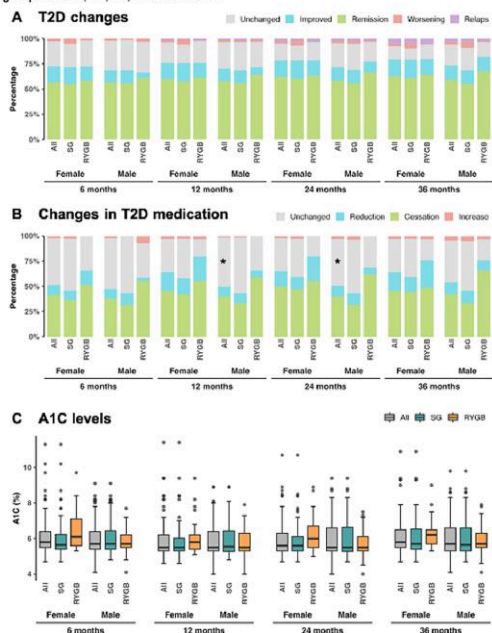 A T2D changes
Unchanged Improved Remission Worsening Relaps
Percentage
100%
75%
50%
25%
0%
All SG RYGB All SG RYGB All SG RYGB All SG RYGB All SG RYGB All SG RYGB All SG RYGB All SG RYGB
Female Male Female Male Female Male Female Male
6 months 12 months 24 months 36 months
B Changes in T2D medication
Unchanged Reduction Cessation Increase
Percentage
100%
75%
50%
25%
0%
* *
All SG RYGB All SG RYGB All SG RYGB All SG RYGB All SG RYGB All SG RYGB All SG RYGB All SG RYGB
Female Male Female Male Female Male Female Male
6 months 12 months 24 months 36 months
C A1C levels
All SG RYGB
A1C (%)
10
8
6
4
All SG RYGB All SG RYGB All SG RYGB All SG RYGB All SG RYGB All SG RYGB All SG RYGB All SG RYGB
Female Male Female Male Female Male Female Male
6 months 12 months 24 months 36 months